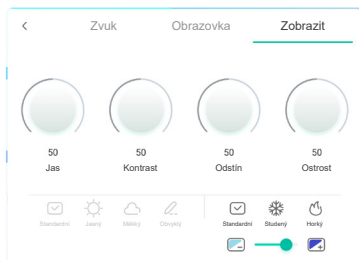 Zvuk Obrazovka Zobrazit
50 50 50 50
Jas Kontrast Odstín Ostrost
Standardní Jasný Měkký Obvyklý Standardní Studený Horký